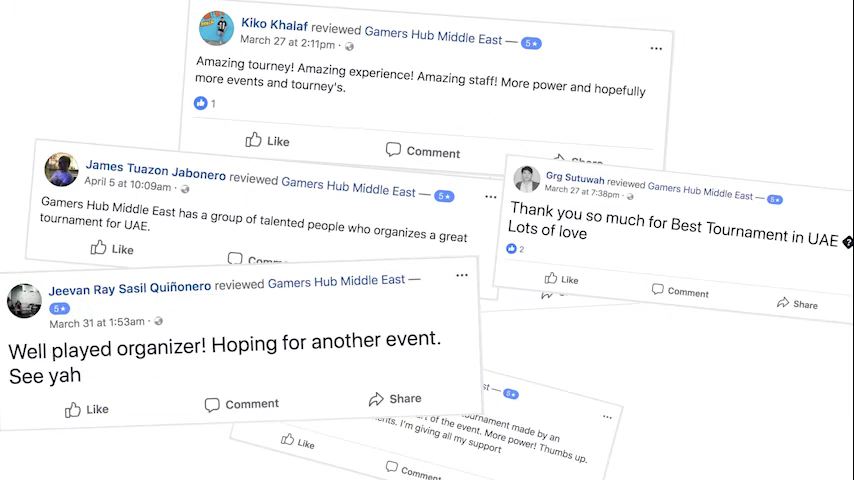 Kiko Khalaf reviewed Gamers Hub Middle East — 5★
March 27 at 2:11pm ·
Amazing tourney! Amazing experience! Amazing staff! More power and hopefully
more events and tourney's.
1
Like Comment Share
James Tuazon Jabonero reviewed Gamers Hub Middle East — 5★
April 5 at 10:09am ·
Gamers Hub Middle East has a group of talented people who organizes a great
tournament for UAE.
Like
Grg Sutuwah reviewed Gamers Hub Middle East — 5★
March 27 at 7:38pm ·
Thank you so much for Best Tournament in UAE
Lots of love
2
Like Comment Share
Jeevan Ray Sasil Quiñonero reviewed Gamers Hub Middle East —
5★
March 31 at 1:53am ·
Well played organizer! Hoping for another event.
See yah
Like Comment Share
— 5★
made by an
of the event. More power! Thumbs up.
I'm giving all my support
Like Comment